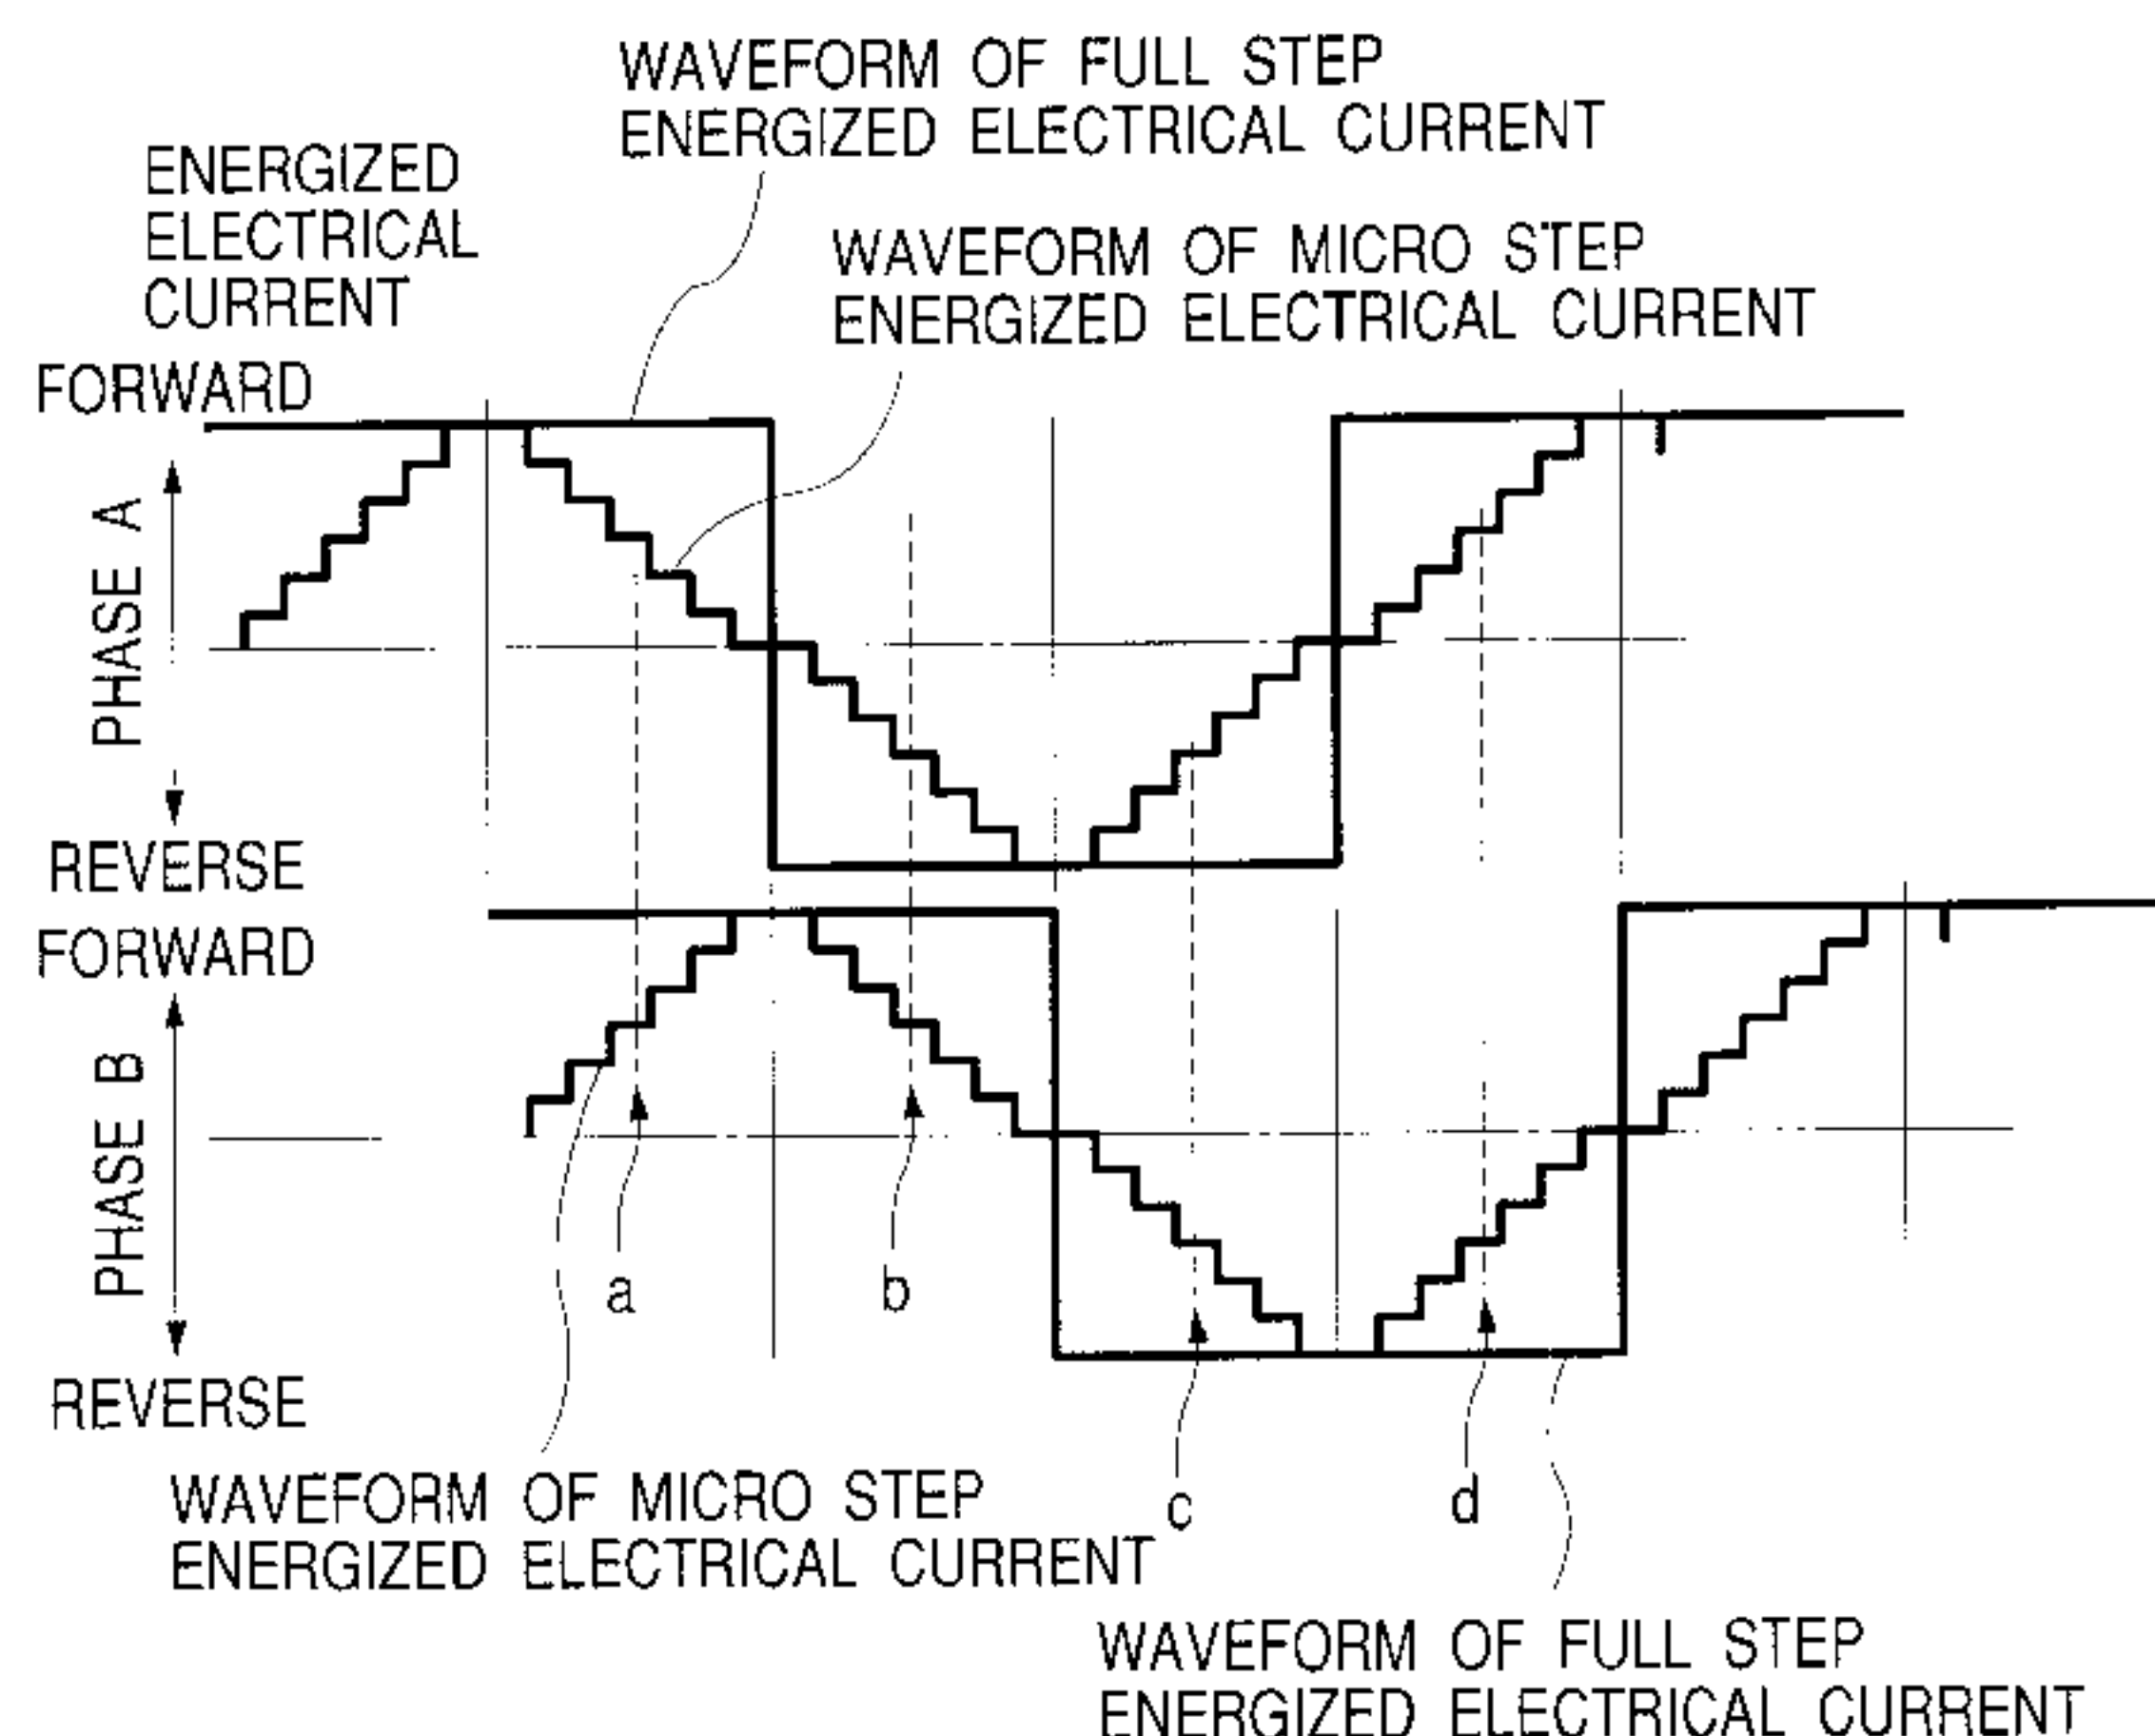 WAVEFORM OF FULL STEP
ENERGIZED ELECTRICAL CURRENT
ENERGIZED
ELECTRICAL
CURRENT
WAVEFORM OF MICRO STEP
ENERGIZED ELECTRICAL CURRENT
FORWARD
PHASE A
REVERSE
FORWARD
PHASE B
a
b
REVERSE
c
d
WAVEFORM OF MICRO STEP
ENERGIZED ELECTRICAL CURRENT
WAVEFORM OF FULL STEP
ENERGIZED ELECTRICAL CURRENT